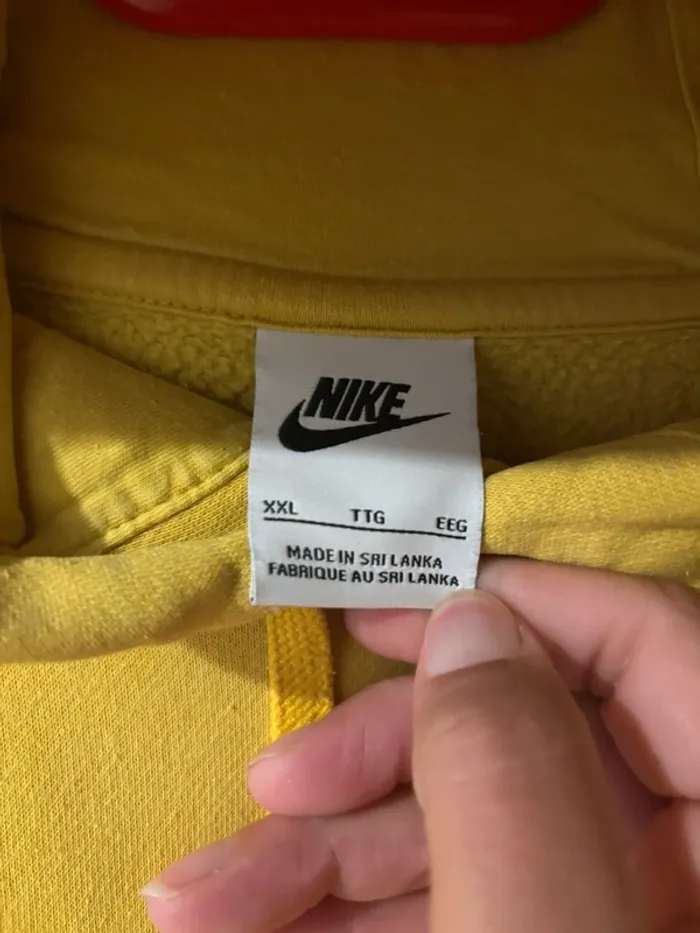 NIKE
XXL TTG EEG
MADE IN SRI LANKA
FABRIQUE AU SRI LANKA